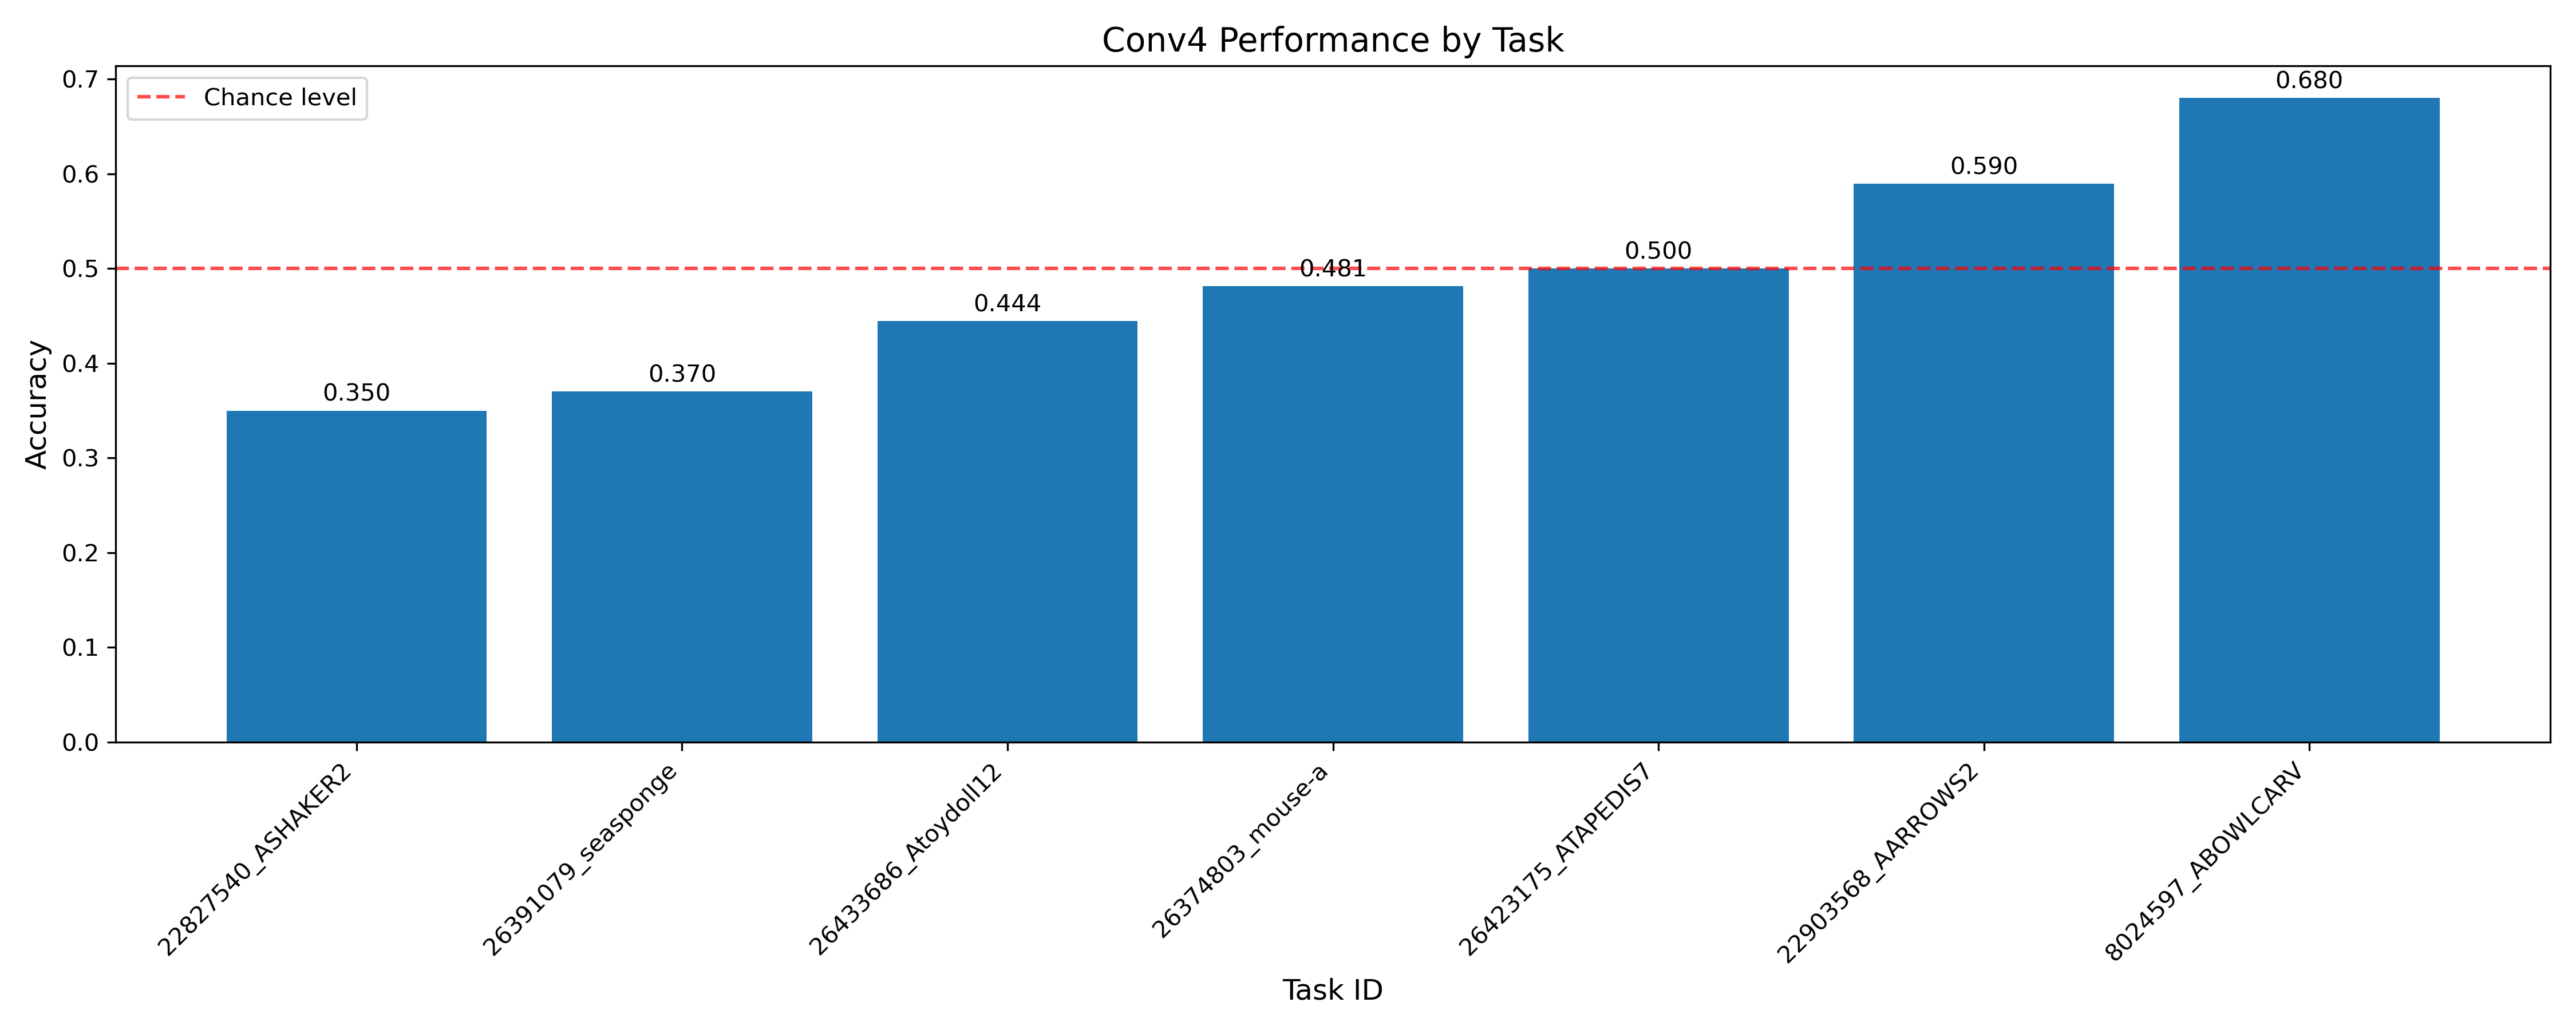 Conv4 Performance by Task
Chance level
Accuracy
0.7
0.6
0.5
0.4
0.3
0.2
0.1
0.0
0.350
0.370
0.444
0.481
0.500
0.590
0.680
22827540_ASHAKER2
26391079_seasponge
26433686_Atoydoll12
26374803_mouse-a
26423175_ATAPEDIS7
22903568_AARROWS2
8024597_ABOWLCARV
Task ID